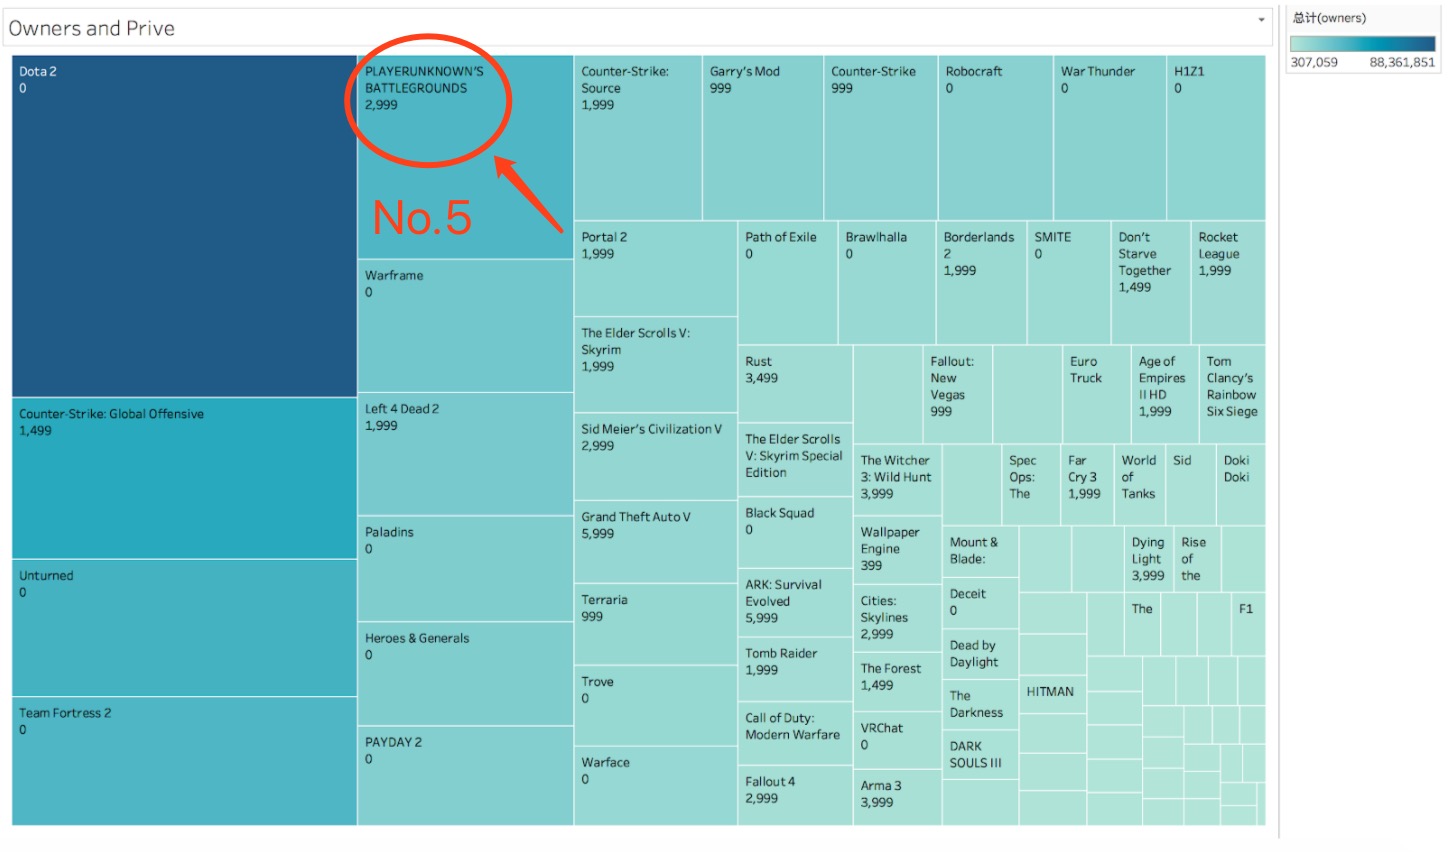 Owners and Prive
总计(owners)
307,059 88,361,851
Dota 2
0
Counter-Strike: Global Offensive
1,499
Unturned
0
Team Fortress 2
0
PLAYERUNKNOWN'S
BATTLEGROUNDS
2,999
No.5
Warframe
0
Left 4 Dead 2
1,999
Paladins
0
Heroes & Generals
0
PAYDAY 2
0
Counter-Strike:
Source
1,999
Garry's Mod
999
Counter-Strike
999
Robocraft
0
War Thunder
0
H1Z1
0
Portal 2
1,999
The Elder Scrolls V:
Skyrim
1,999
Sid Meier's Civilization V
2,999
Grand Theft Auto V
5,999
Terraria
999
Trove
0
Warface
0
Path of Exile
0
Brawlhalla
0
Borderlands
2
1,999
SMITE
0
Don't
Starve
Together
1,499
Rocket
League
1,999
Rust
3,499
The Elder Scrolls
V: Skyrim Special
Edition
Black Squad
0
ARK: Survival
Evolved
5,999
Tomb Raider
1,999
Call of Duty:
Modern Warfare
Fallout 4
2,999
Fallout:
New
Vegas
999
Euro
Truck
Age of
Empires
II HD
1,999
Tom
Clancy's
Rainbow
Six Siege
The Witcher
3: Wild Hunt
3,999
Wallpaper
Engine
399
Cities:
Skylines
2,999
The Forest
1,499
VRChat
0
Arma 3
3,999
Spec
Ops:
The
Far
Cry 3
1,999
World
of
Tanks
Sid
Doki
Doki
Mount &
Blade:
Deceit
0
Dead by
Daylight
The
Darkness
DARK
SOULS III
Dying
Light
3,999
Rise
of
the
The
F1
HITMAN